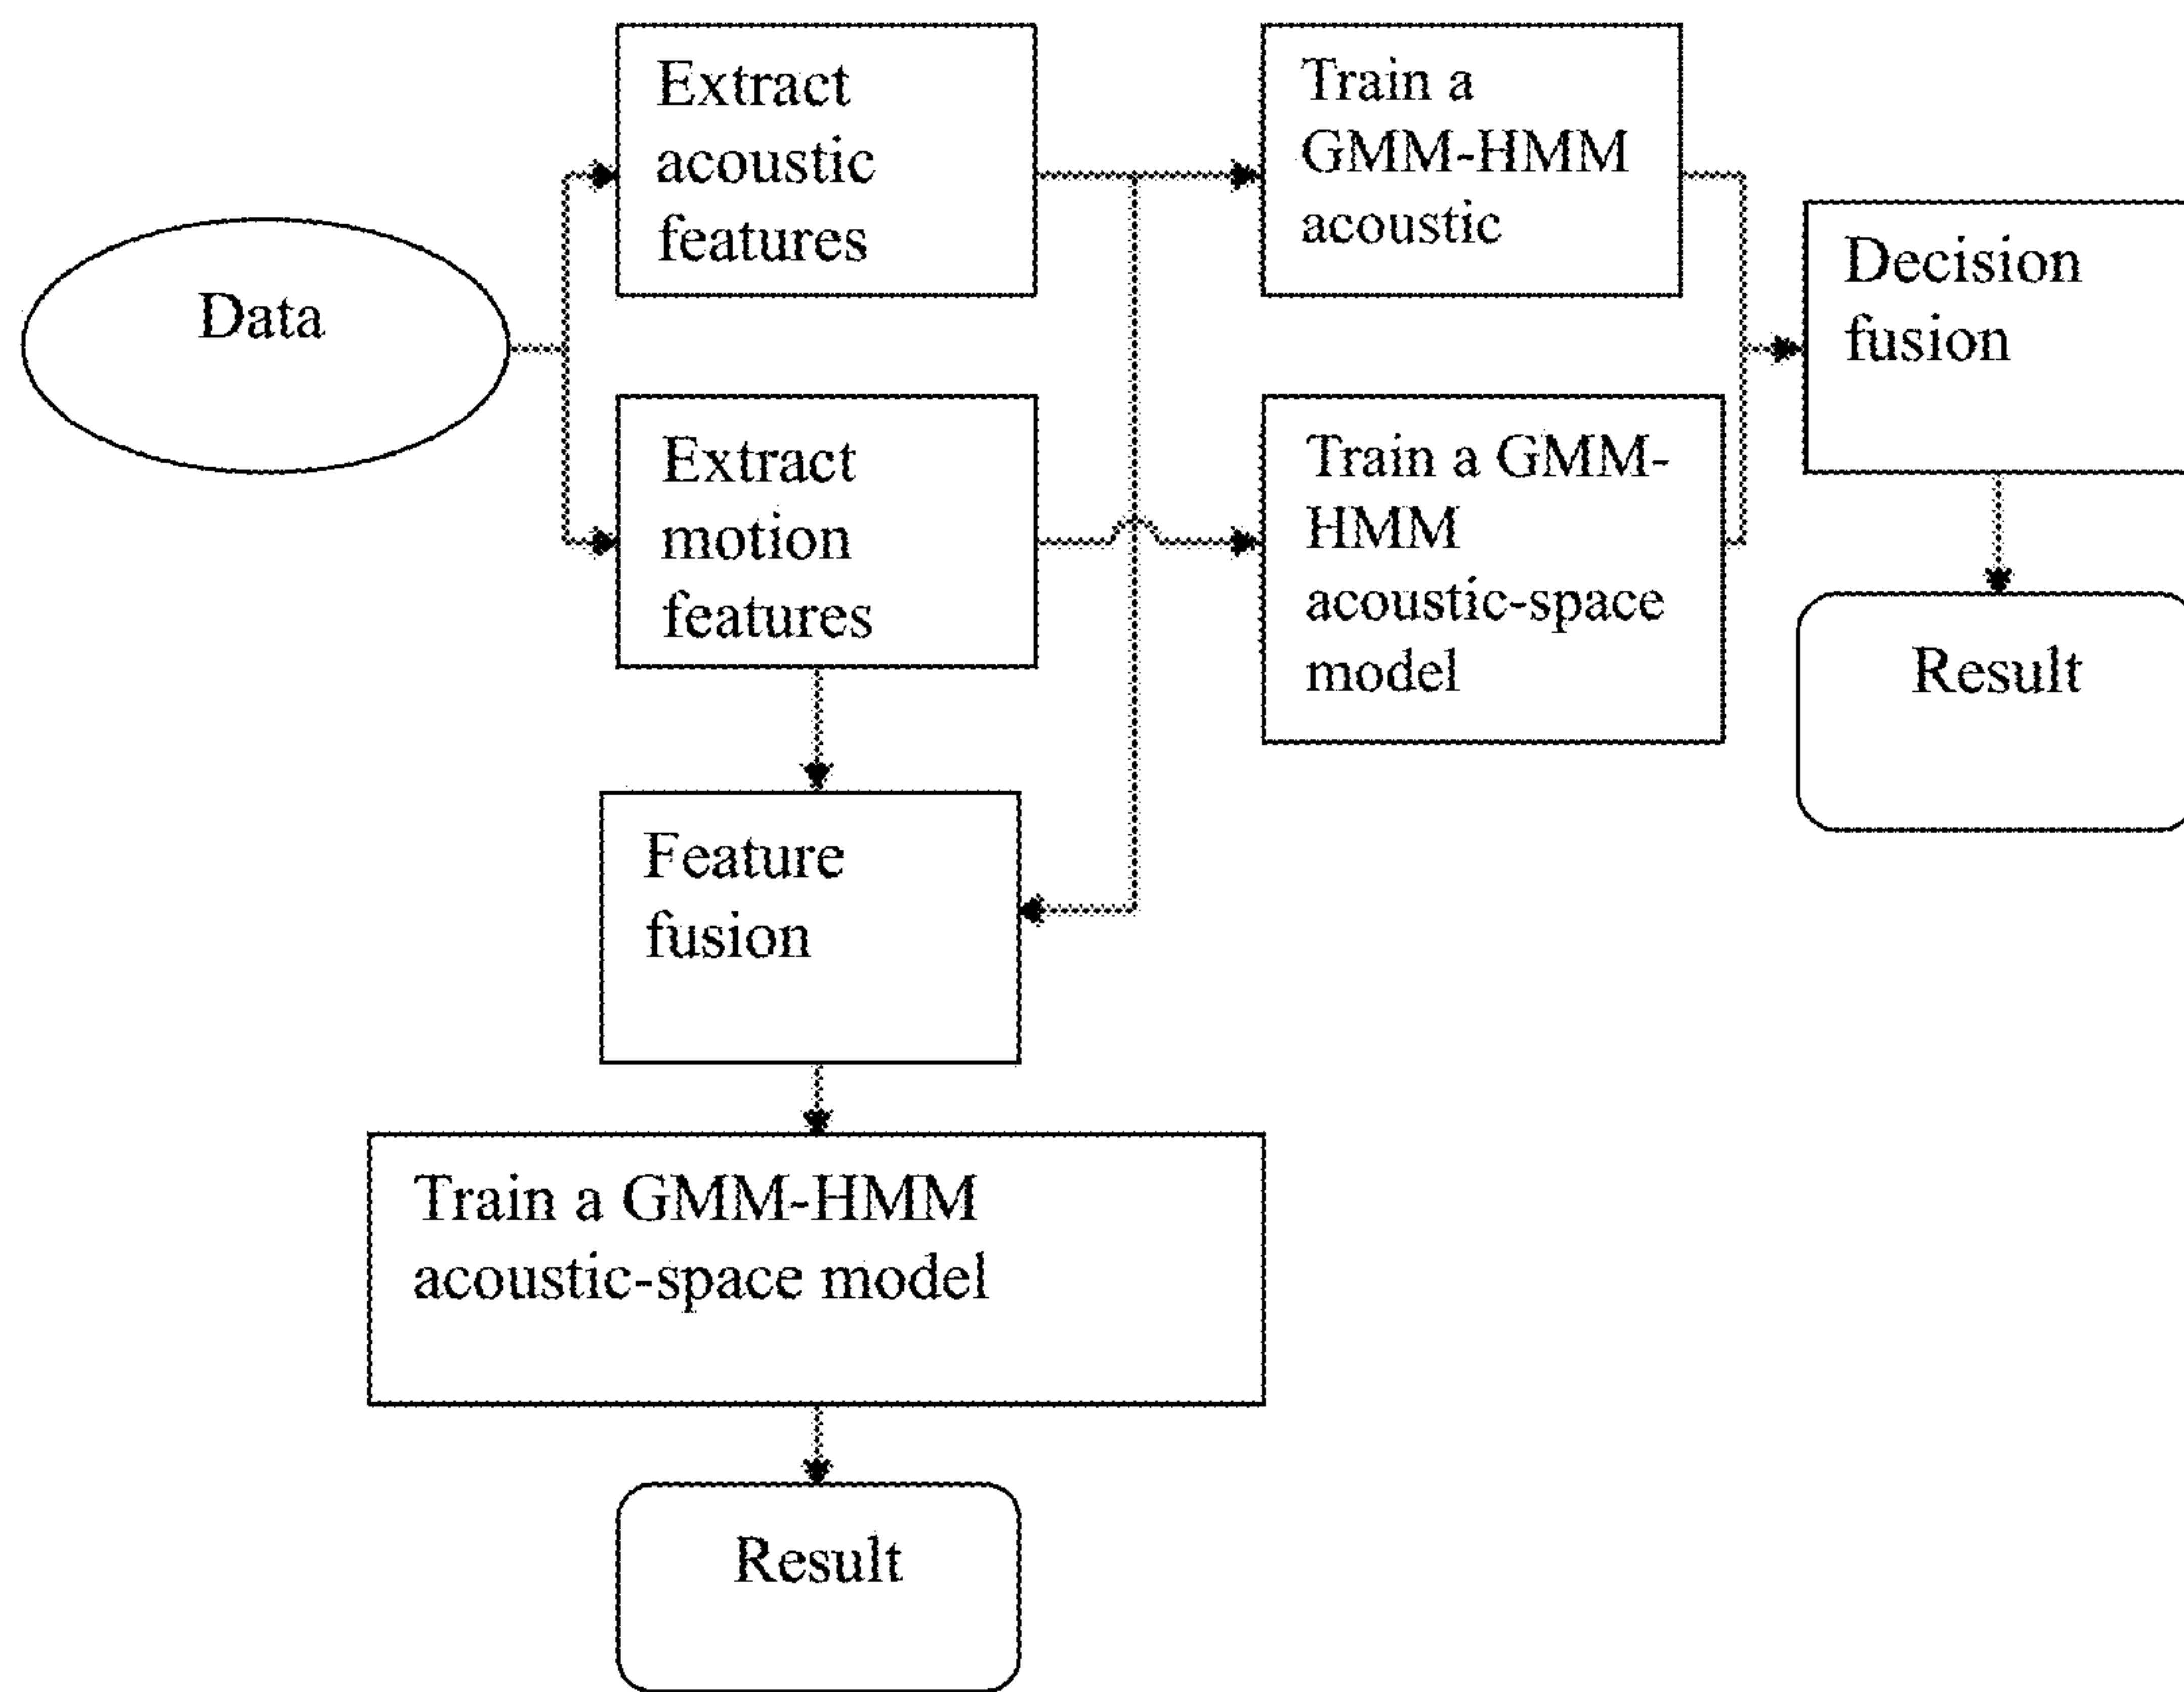 Data
Extract
acoustic
features
Extract
motion
features
Train a
GMM-HMM
acoustic
Train a GMM-
HMM
acoustic-space
model
Decision
fusion
Result
Feature
fusion
Train a GMM-HMM
acoustic-space model
Result